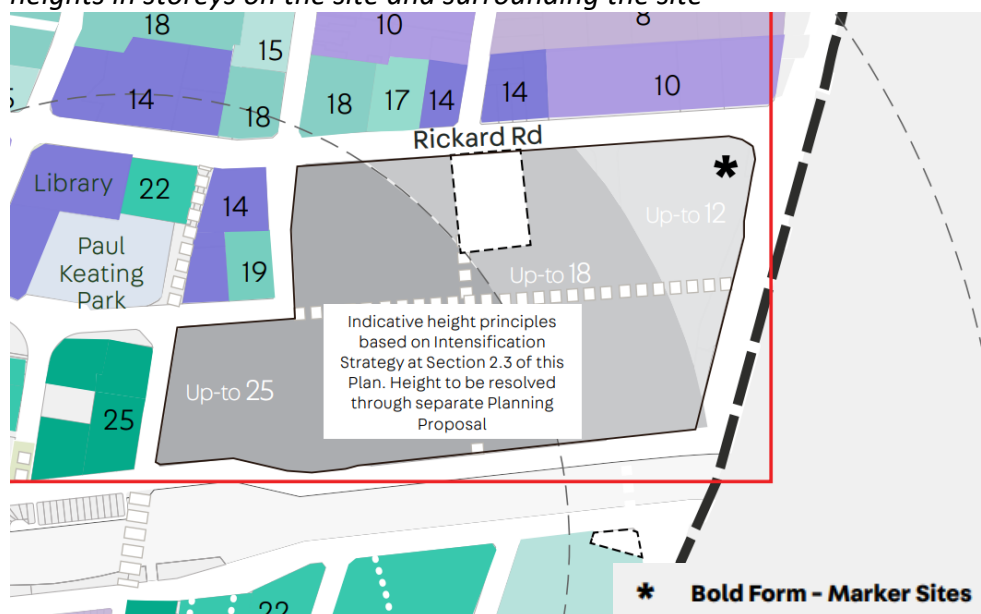 heights in storeys on the site and surrounding the site
18
10
8
15
14
18
18
17
14
14
10
Rickard Rd
Library
22
14
Up-to 12
Paul
Keating
Park
19
Up-to 18
Indicative height principles
based on Intensification
Strategy at Section 2.3 of this
Plan. Height to be resolved
through separate Planning
Proposal
Up-to 25
25
22
* Bold Form – Marker Sites